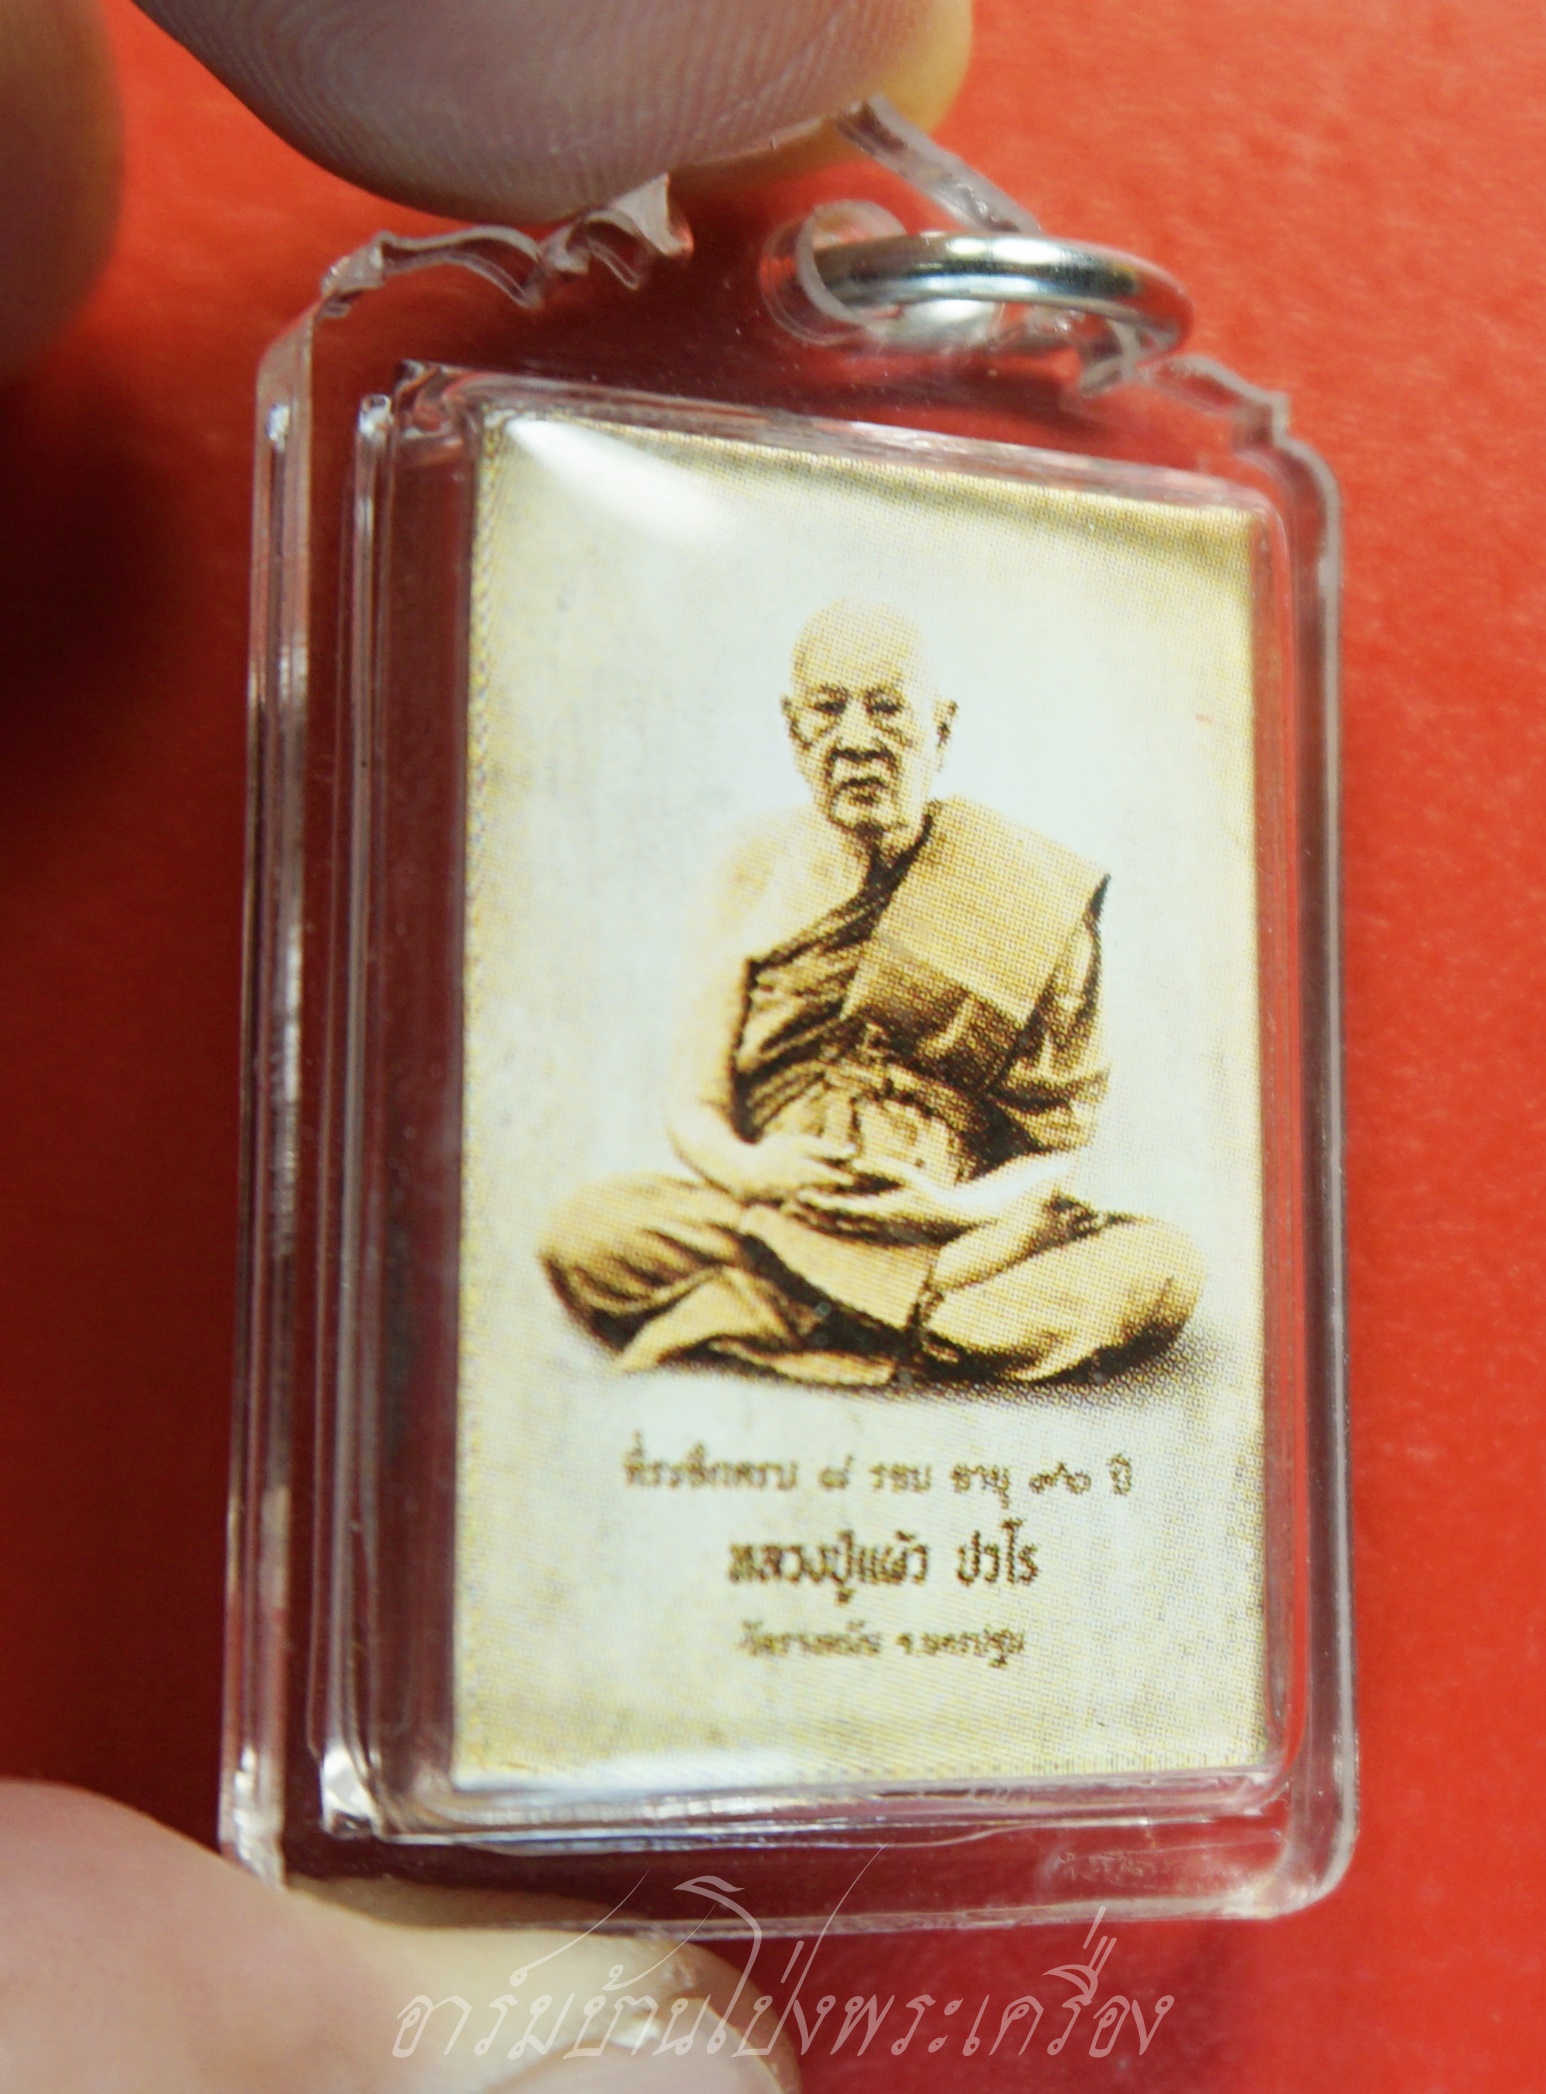 ที่ระลึกครบ ๘ รอบ อายุ ๙๖ ปี
หลวงปู่แผ้ว ปวโร
วัดรางหมัน จ.นครปฐม
อาร์มบ้านโป่งพระเครื่อง